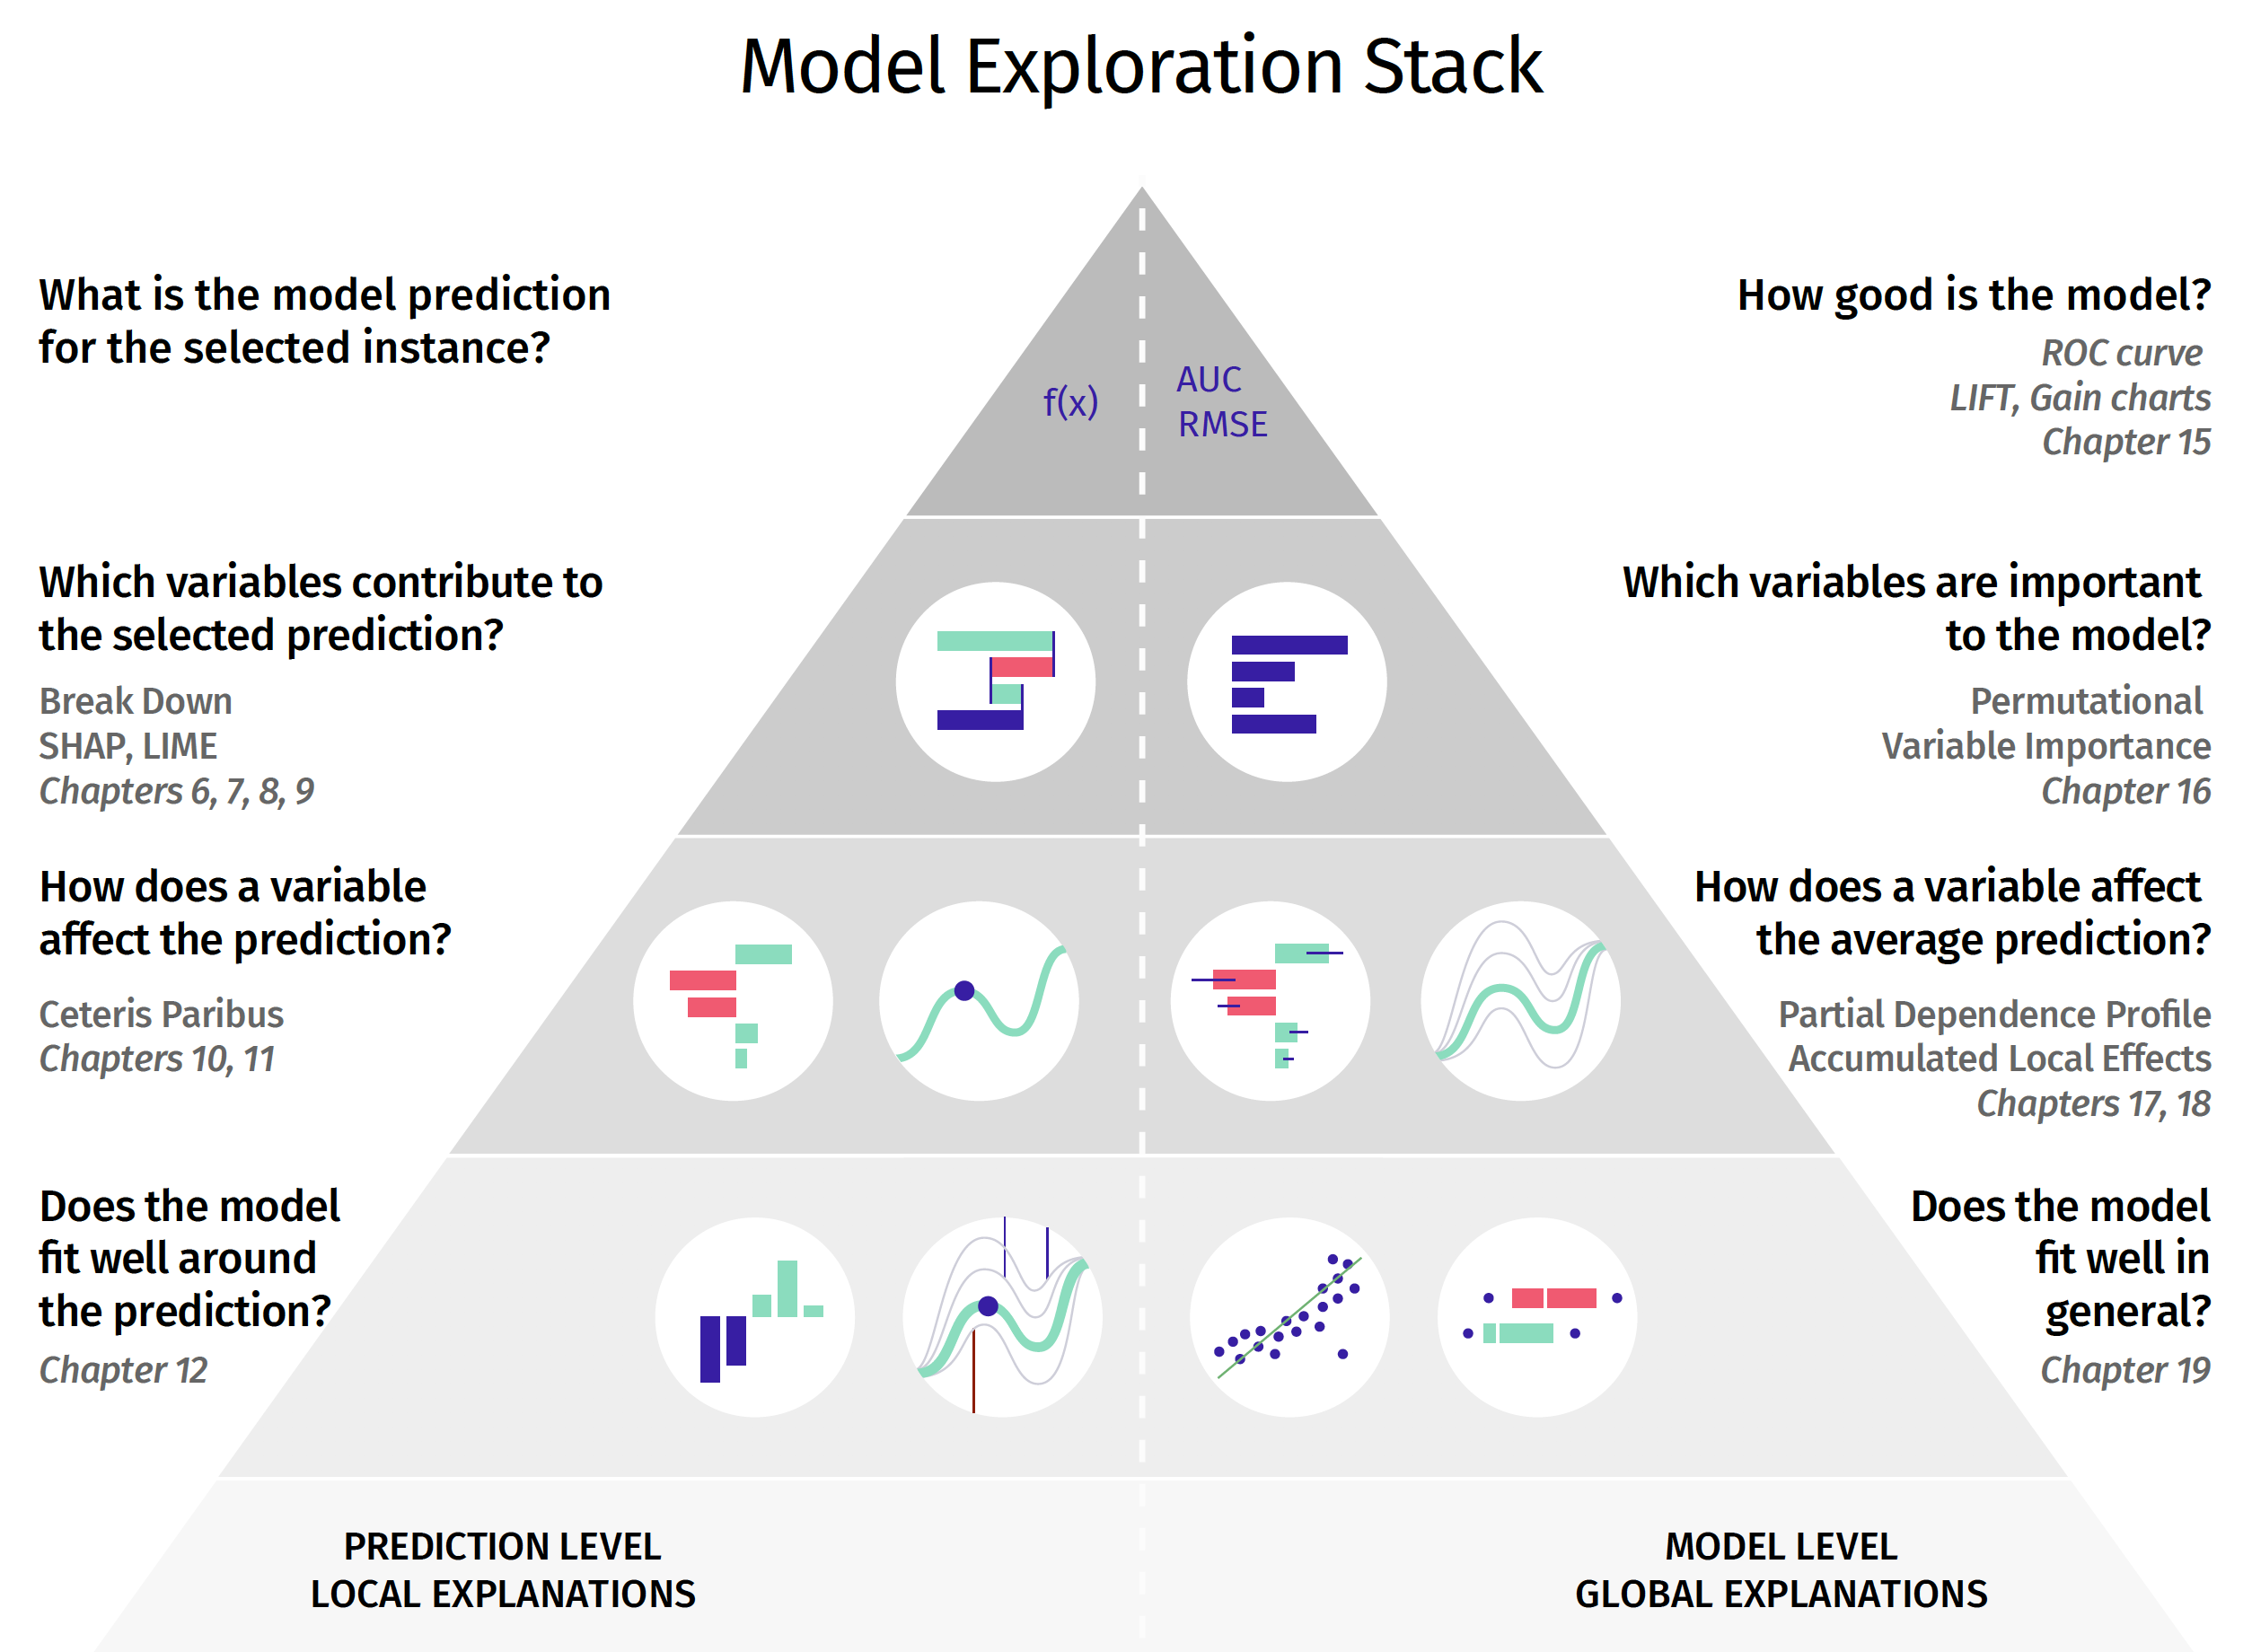 Model Exploration Stack
What is the model prediction
for the selected instance?
f(x)
AUC
RMSE
How good is the model?
ROC curve
LIFT, Gain charts
Chapter 15
Which variables contribute to
the selected prediction?
Break Down
SHAP, LIME
Chapters 6, 7, 8, 9
Which variables are important
to the model?
Permutational
Variable Importance
Chapter 16
How does a variable
affect the prediction?
Ceteris Paribus
Chapters 10, 11
How does a variable affect
the average prediction?
Partial Dependence Profile
Accumulated Local Effects
Chapters 17, 18
Does the model
fit well around
the prediction?
Chapter 12
Does the model
fit well in
general?
Chapter 19
PREDICTION LEVEL
LOCAL EXPLANATIONS
MODEL LEVEL
GLOBAL EXPLANATIONS